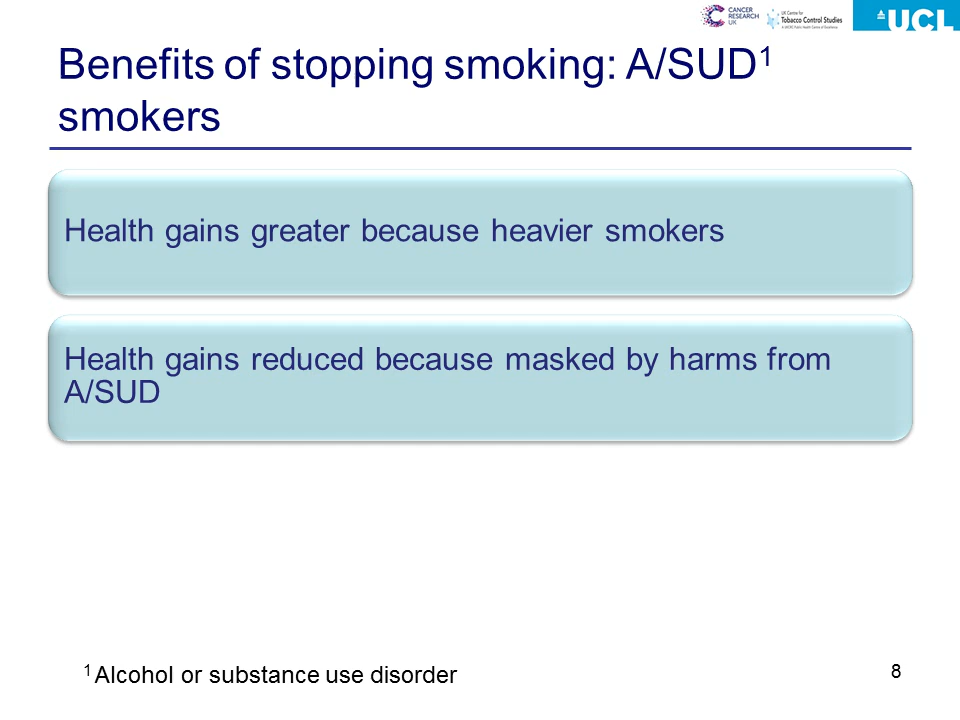 CANCER
RESEARCH
UK
UK Centre for
Tobacco Control Studies
UCL
Benefits of stopping smoking: A/SUD1
smokers
Health gains greater because heavier smokers
Health gains reduced because masked by harms from
A/SUD
1 Alcohol or substance use disorder
8